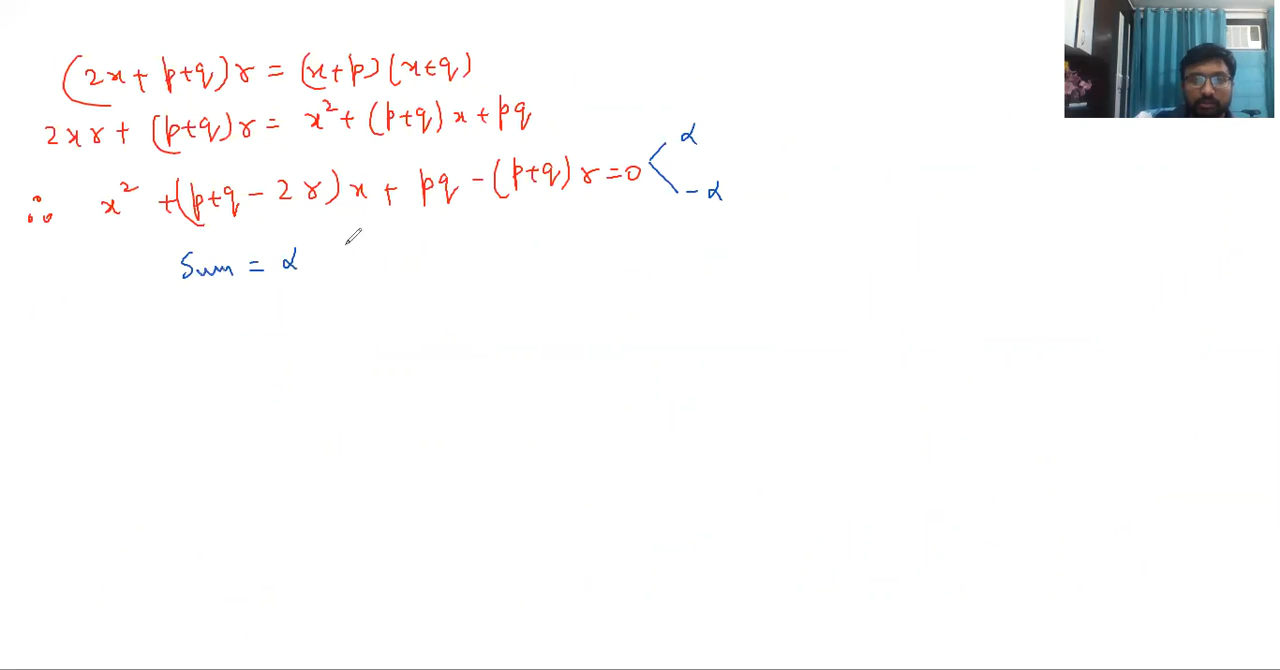 (2x + p+q)r = (x+p)(x+q)
2xr + (p+q)r = x² + (p+q)x + pq
∴ x² + (p+q - 2r)x + pq - (p+q)r = 0
α
- α
Sum = α